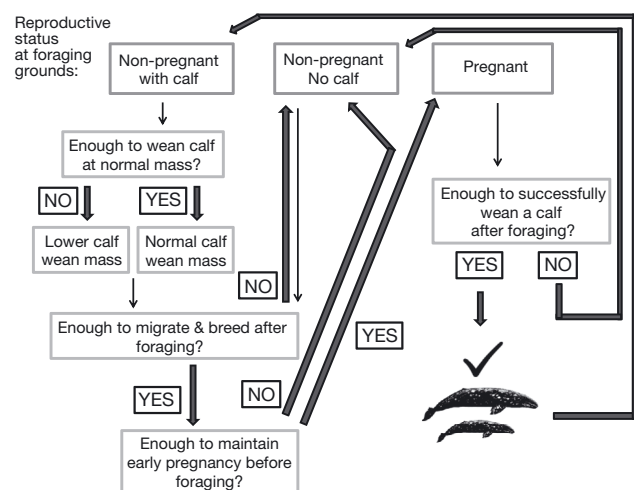 Reproductive
status
at foraging
grounds:
Non-pregnant
with calf
Non-pregnant
No calf
Pregnant
Enough to wean calf
at normal mass?
NO
YES
Lower calf
wean mass
Normal calf
wean mass
Enough to successfully
wean a calf
after foraging?
YES
NO
NO
Enough to migrate & breed after
foraging?
YES
YES
NO
Enough to maintain
early pregnancy before
foraging?